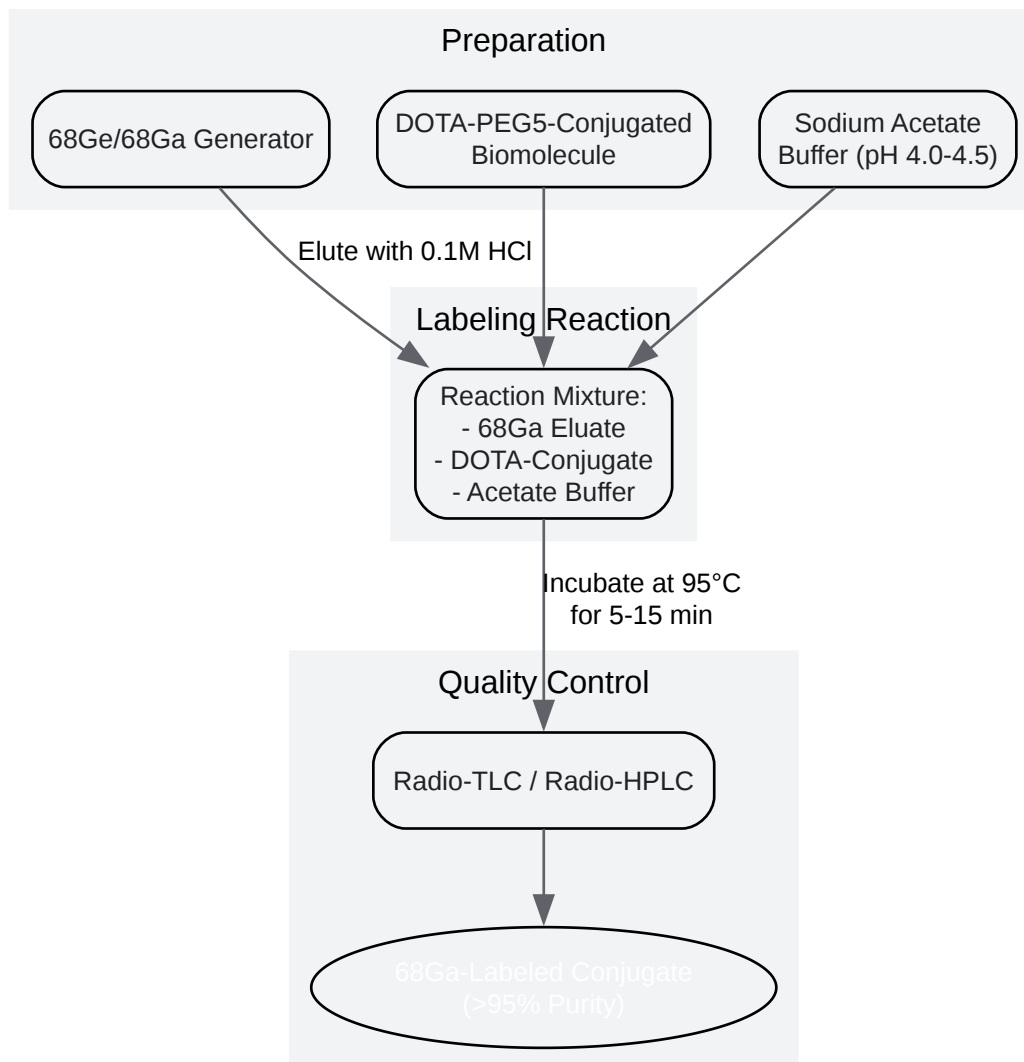 Preparation
68Ge/68Ga Generator
DOTA-PEG5-Conjugated
Biomolecule
Sodium Acetate
Buffer (pH 4.0-4.5)
Elute with 0.1M HCl
Labeling Reaction
Reaction Mixture:
- 68Ga Eluate
- DOTA-Conjugate
- Acetate Buffer
Incubate at 95°C
for 5-15 min
Quality Control
Radio-TLC / Radio-HPLC
68Ga-Labeled Conjugate
(>95% Purity)